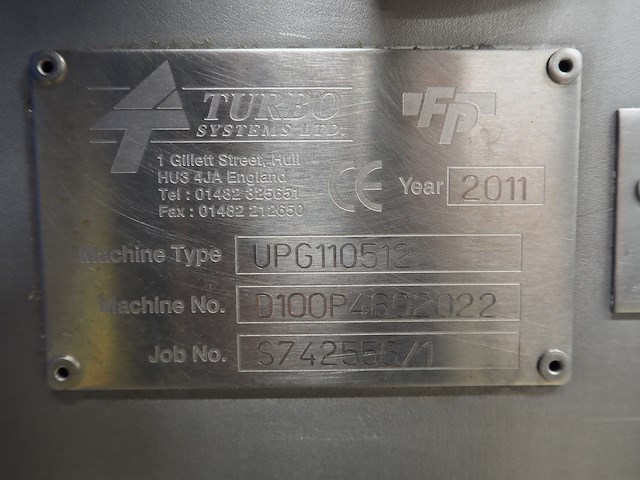 TURBO
SYSTEMS LTD.
FP
1 Gillett Street, Hull
HU3 4JA England
Tel : 01482 325651
Fax : 01482 212650
CE
Year 2011
Machine Type UPG110512
Machine No. D100P4602022
Job No. S742556/1